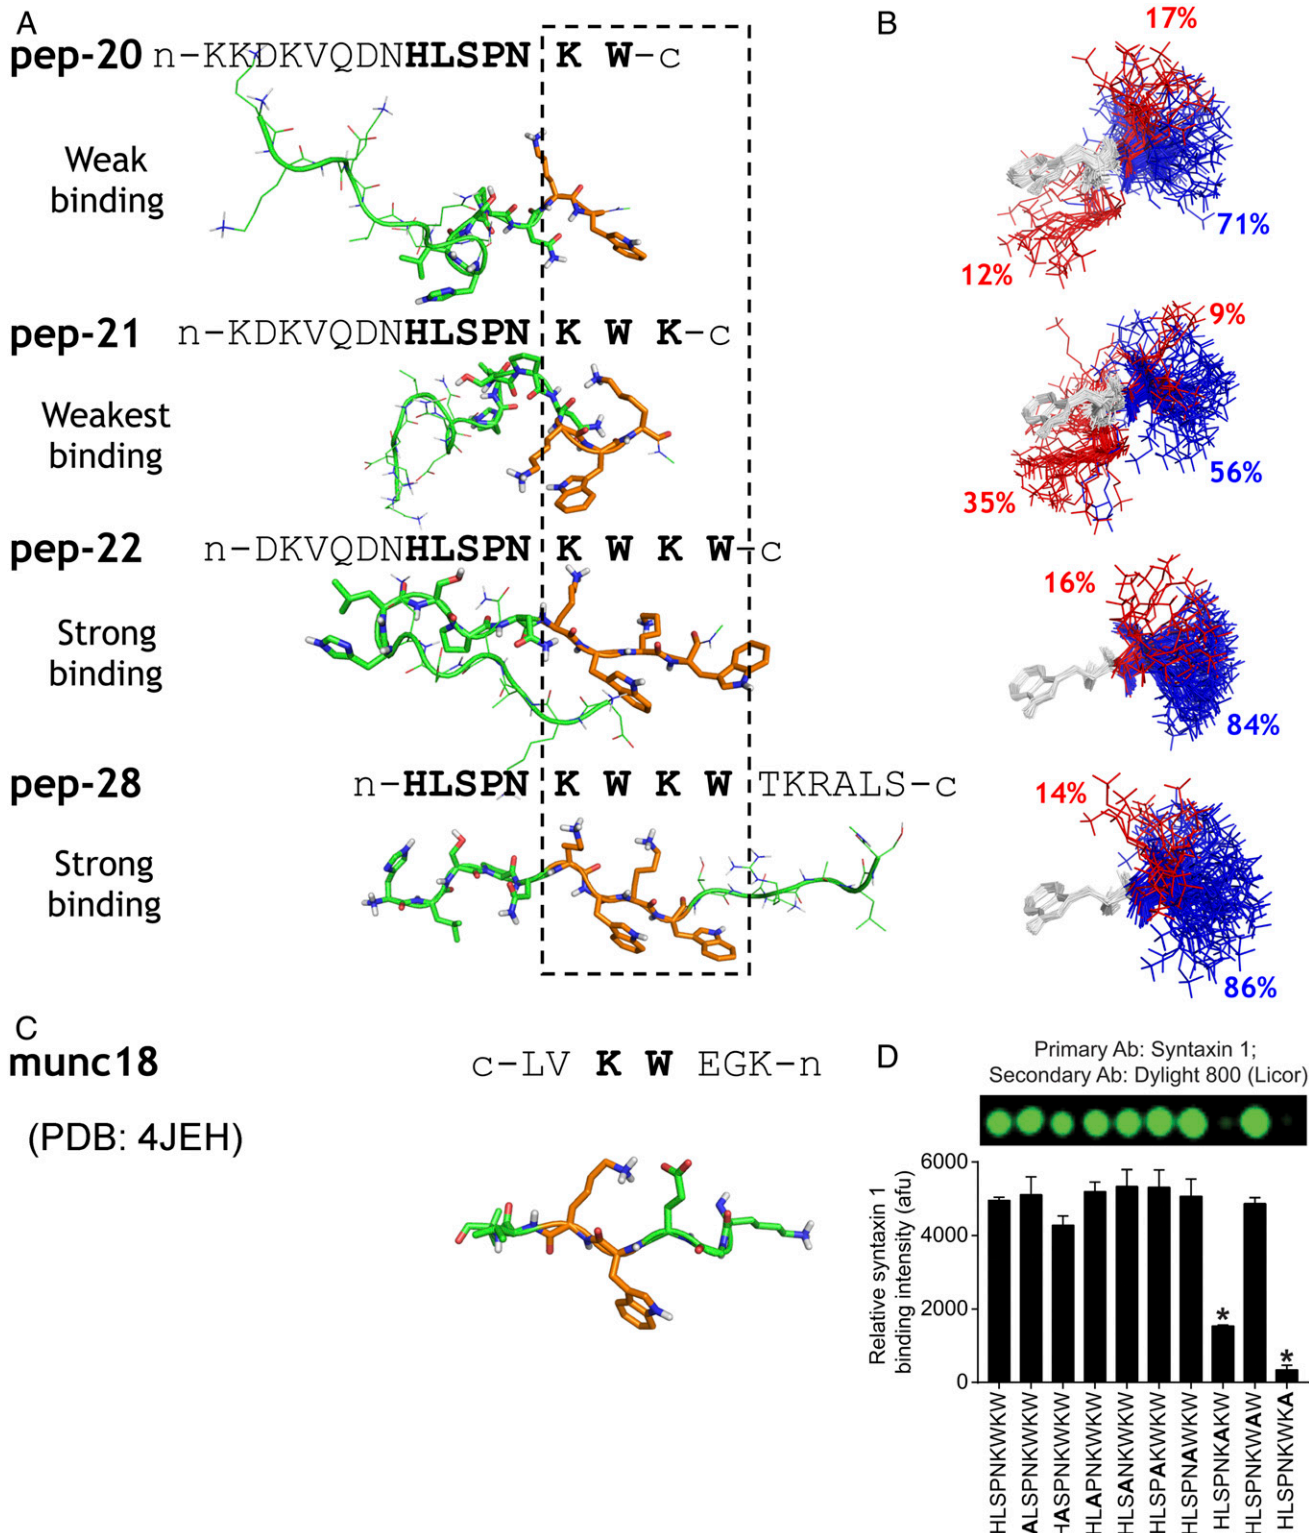 A
pep-20 n-KKDKVQDNHLSPN K W-c
Weak
binding
pep-21 n-KDKVQDNHLSPN K W K-c
Weakest
binding
pep-22 n-DKVQDNHLSPN K W K W-c
Strong
binding
pep-28 n-HLSPN K W K W TKRALS-c
Strong
binding
B
17%
71%
12%
9%
56%
35%
16%
84%
14%
86%
C
munc18 c-LV K W EGK-n
(PDB: 4JEH)
D
Primary Ab: Syntaxin 1;
Secondary Ab: Dylight 800 (Licor)
Relative syntaxin 1
binding intensity (afu)
6000
4000
2000
0
*
*
HLSPNKWKW
ALSPNKWKW
HASPNKWKW
HLAPNKWKW
HLSANKWKW
HLSPAKWKW
HLSPNAWKW
HLSPNKAKW
HLSPNKWAW
HLSPNKWKA